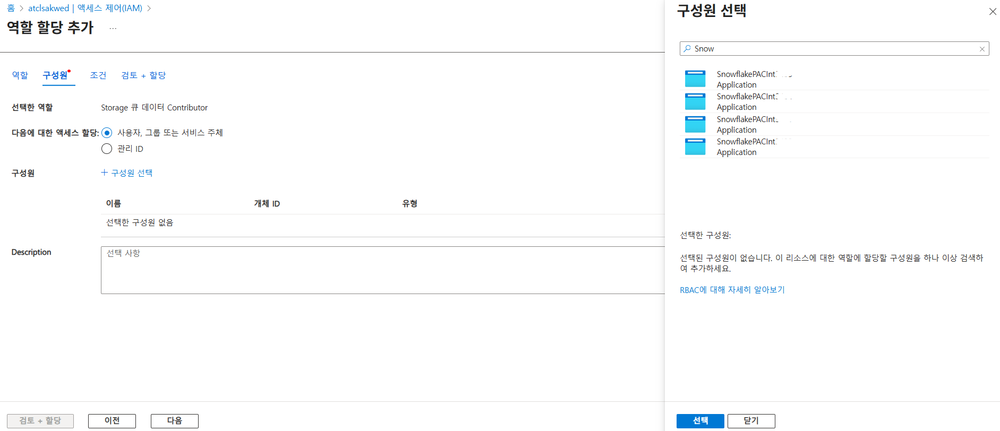 홈 > atclsakwed | 액세스 제어(IAM) >
역할 할당 추가 ...
역할 구성원 조건 검토 + 할당
선택한 역할 Storage 큐 데이터 Contributor
다음에 대한 액세스 할당: 사용자, 그룹 또는 서비스 주체
관리 ID
구성원 + 구성원 선택
이름 개체 ID 유형
선택한 구성원 없음
Description 선택 사항
검토 + 할당 이전 다음
구성원 선택
Snow
SnowflakePACInt
Application
SnowflakePACInt
Application
SnowflakePACInt
Application
SnowflakePACInt
Application
선택한 구성원:
선택된 구성원이 없습니다. 이 리소스에 대한 역할에 할당할 구성원을 하나 이상 검색하
여 추가하세요.
RBAC에 대해 자세히 알아보기
선택 닫기